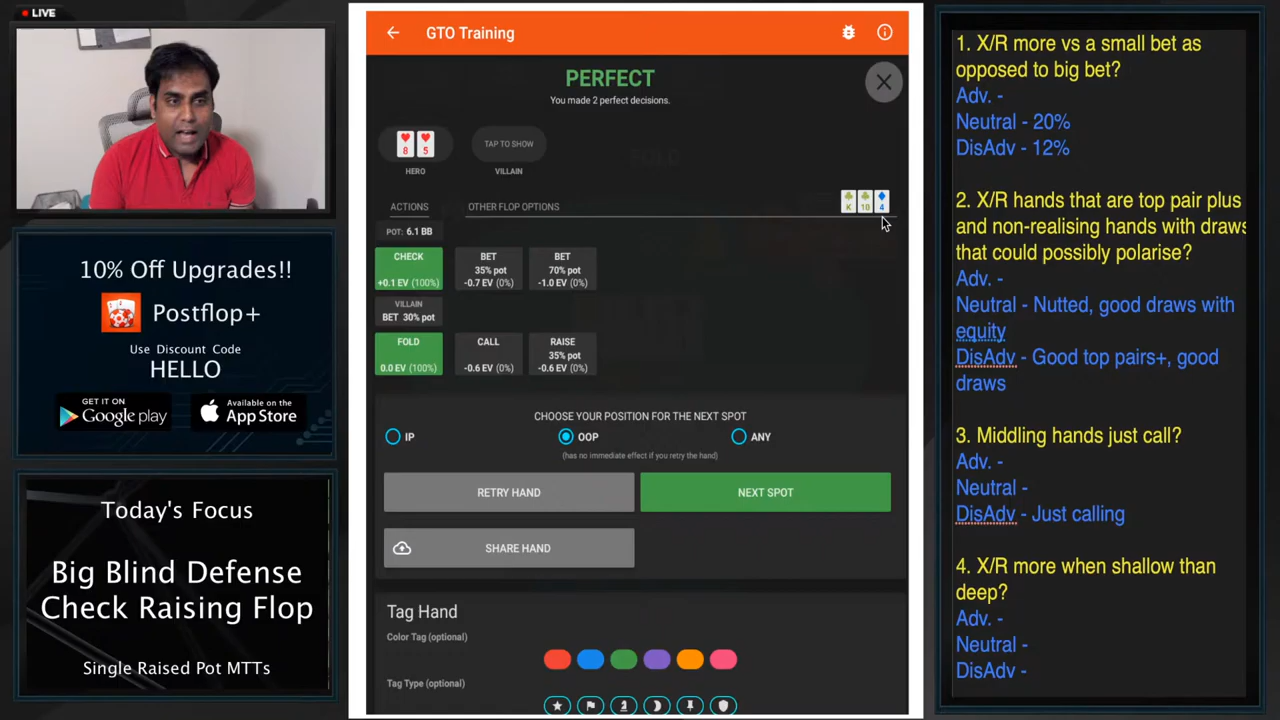 LIVE
10% Off Upgrades!!
Postflop+
Use Discount Code
HELLO
GET IT ON
Google play
Available on the
App Store
Today's Focus
Big Blind Defense
Check Raising Flop
Single Raised Pot MTTs
GTO Training
PERFECT
You made 2 perfect decisions.
8 5
HERO
TAP TO SHOW
VILLAIN
FOLD
ACTIONS
OTHER FLOP OPTIONS
K 10 4
POT: 6.1 BB
CHECK
+0.1 EV (100%)
BET
35% pot
-0.7 EV (0%)
BET
70% pot
-1.0 EV (0%)
VILLAIN
BET 30% pot
FOLD
0.0 EV (100%)
CALL
-0.6 EV (0%)
RAISE
35% pot
-0.6 EV (0%)
CHOOSE YOUR POSITION FOR THE NEXT SPOT
IP
OOP
ANY
(has no immediate effect if you retry the hand)
RETRY HAND
NEXT SPOT
SHARE HAND
Tag Hand
Color Tag (optional)
Tag Type (optional)
1. X/R more vs a small bet as
opposed to big bet?
Adv. -
Neutral - 20%
DisAdv - 12%
2. X/R hands that are top pair plus
and non-realising hands with draws
that could possibly polarise?
Adv. -
Neutral - Nutted, good draws with
equity
DisAdv - Good top pairs+, good
draws
3. Middling hands just call?
Adv. -
Neutral -
DisAdv - Just calling
4. X/R more when shallow than
deep?
Adv. -
Neutral -
DisAdv -